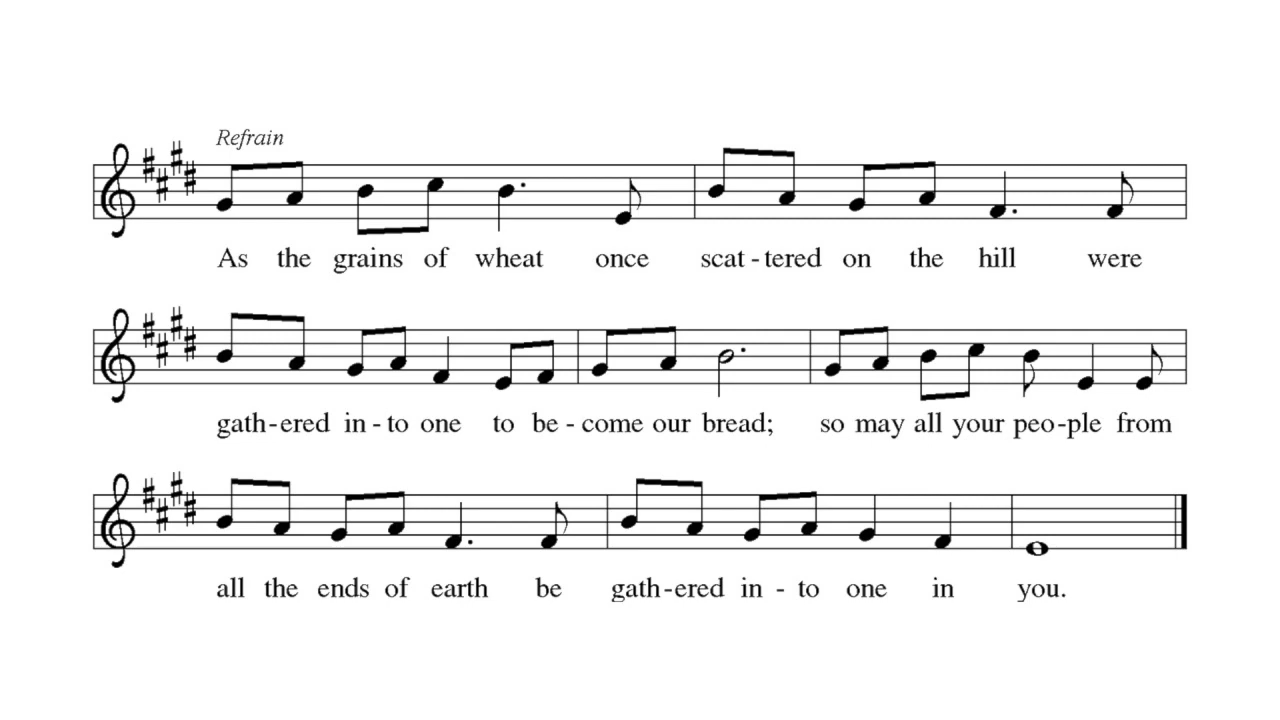 Refrain
As the grains of wheat once scat - tered on the hill were
gath-ered in - to one to be - come our bread; so may all your peo-ple from
all the ends of earth be gath-ered in - to one in you.